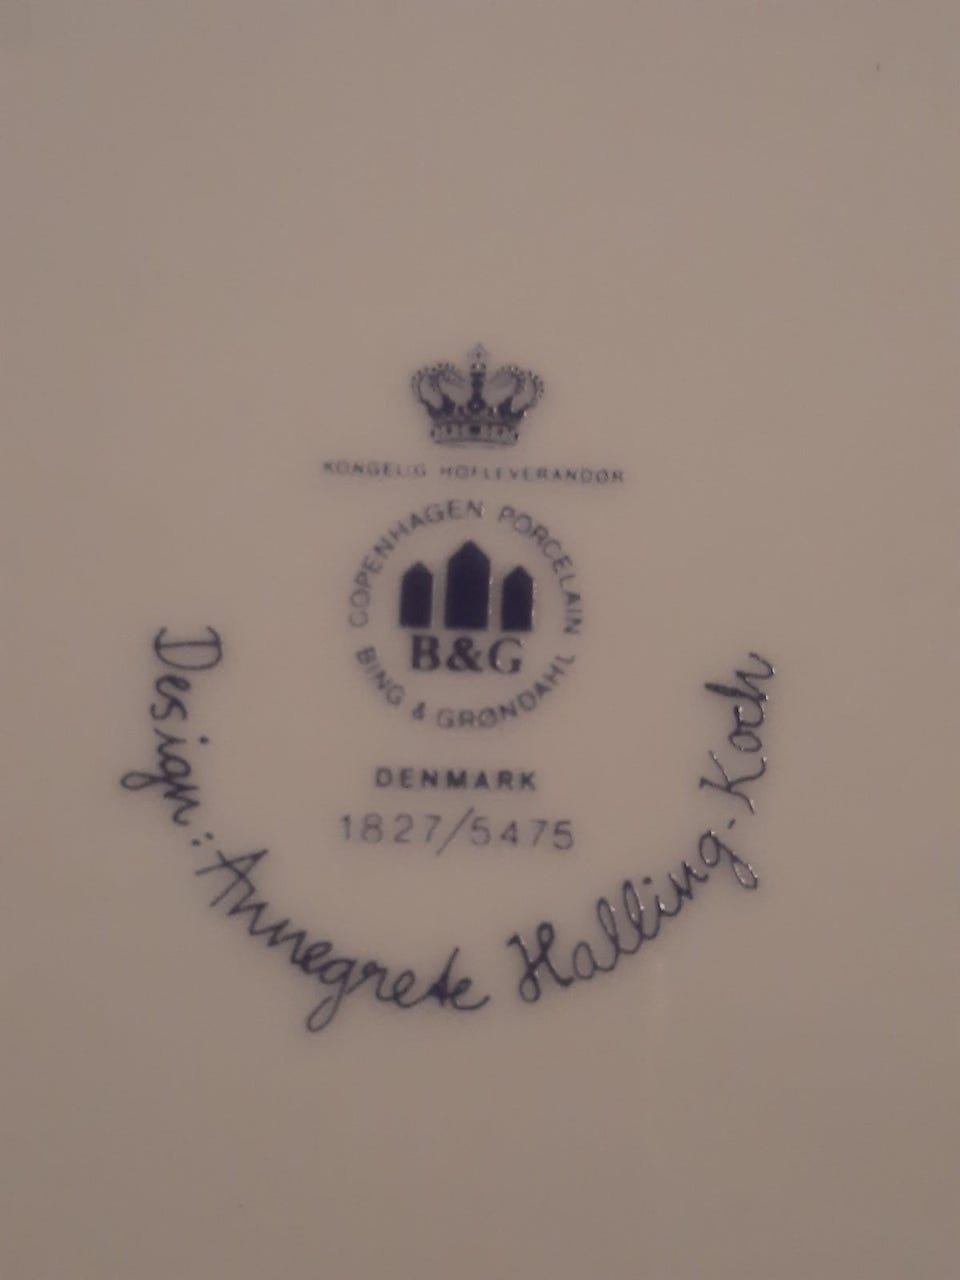 KONGELIG HOFLEVERANDØR
COPENHAGEN PORCELAIN
B&G
BING & GRØNDAHL
DENMARK
1827/5475
Design: Annegrete Halling-Koch